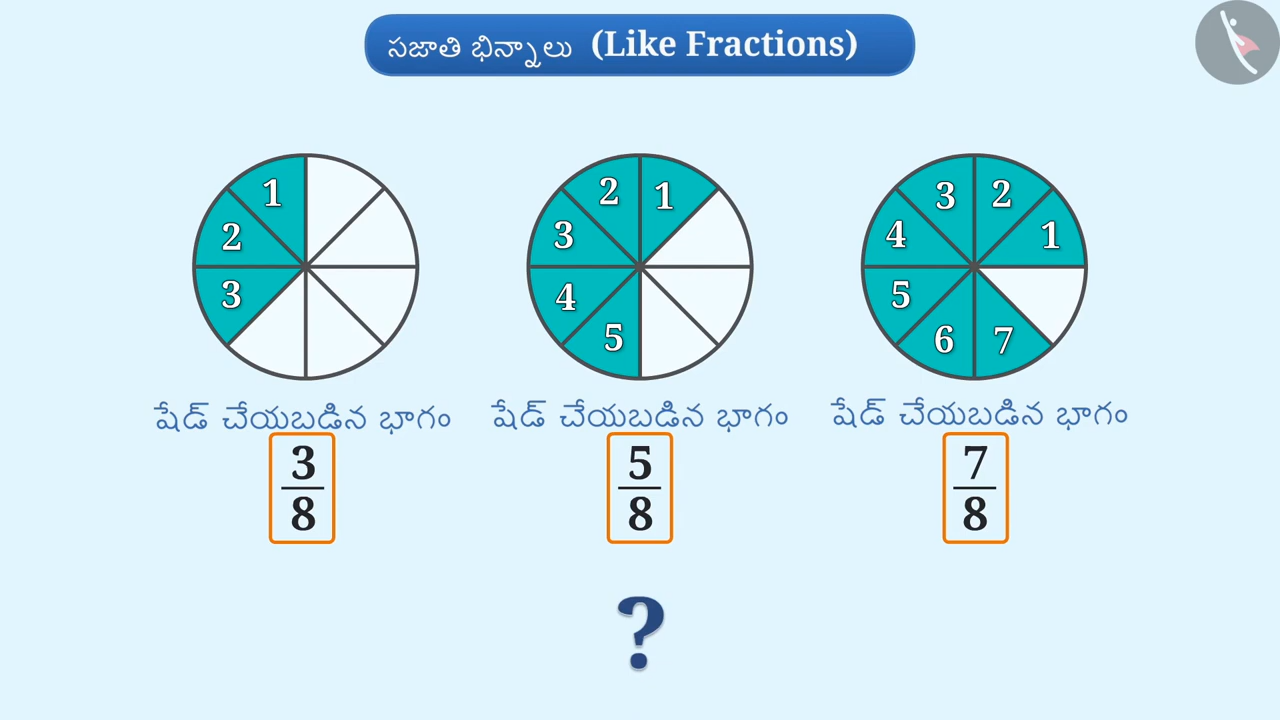 సజాతి భిన్నాలు (Like Fractions)
1 2 3
1 2 3 4 5
1 2 3 4 5 6 7
షేడ్ చేయబడిన భాగం
3
8
షేడ్ చేయబడిన భాగం
5
8
షేడ్ చేయబడిన భాగం
7
8
?